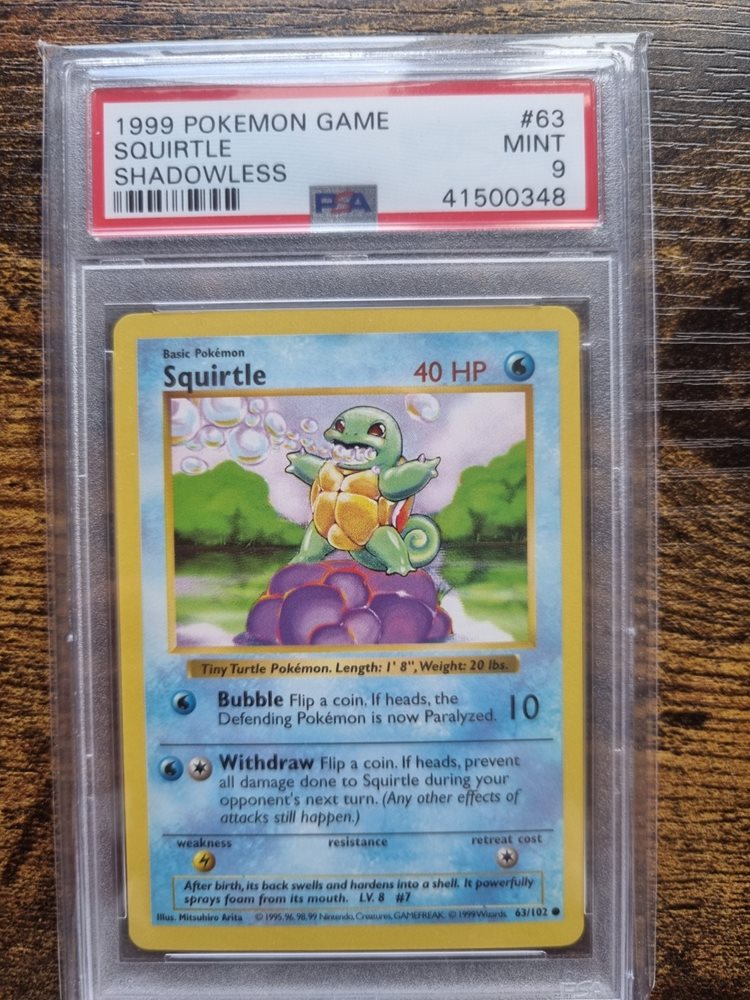 1999 POKEMON GAME #63
SQUIRTLE MINT
SHADOWLESS 9
PSA 41500348
Basic Pokémon
Squirtle 40 HP
Tiny Turtle Pokémon. Length: 1' 8", Weight: 20 lbs.
Bubble Flip a coin. If heads, the
Defending Pokémon is now Paralyzed. 10
Withdraw Flip a coin. If heads, prevent
all damage done to Squirtle during your
opponent's next turn. (Any other effects of
attacks still happen.)
weakness resistance retreat cost
After birth, its back swells and hardens into a shell. It powerfully
sprays foam from its mouth. LV. 8 #7
Illus. Mitsuhiro Arita © 1995, 96, 98, 99 Nintendo, Creatures, GAMEFREAK. © 1999 Wizards 63/102
PSA